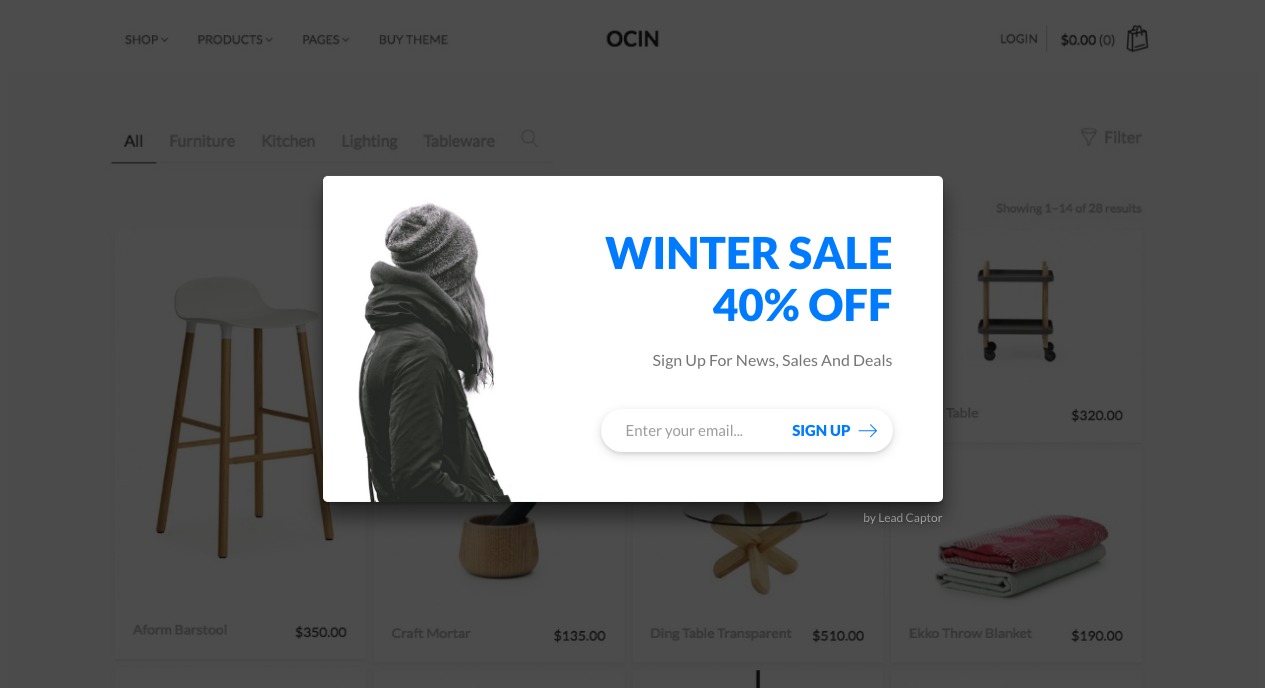 SHOP PRODUCTS PAGES BUY THEME
OCIN
LOGIN $0.00 (0)
All Furniture Kitchen Lighting Tableware
Filter
Showing 1–14 of 28 results
WINTER SALE
40% OFF
Sign Up For News, Sales And Deals
Enter your email... SIGN UP
by Lead Captor
Table $320.00
Aform Barstool $350.00
Craft Mortar $135.00
Ding Table Transparent $510.00
Ekko Throw Blanket $190.00